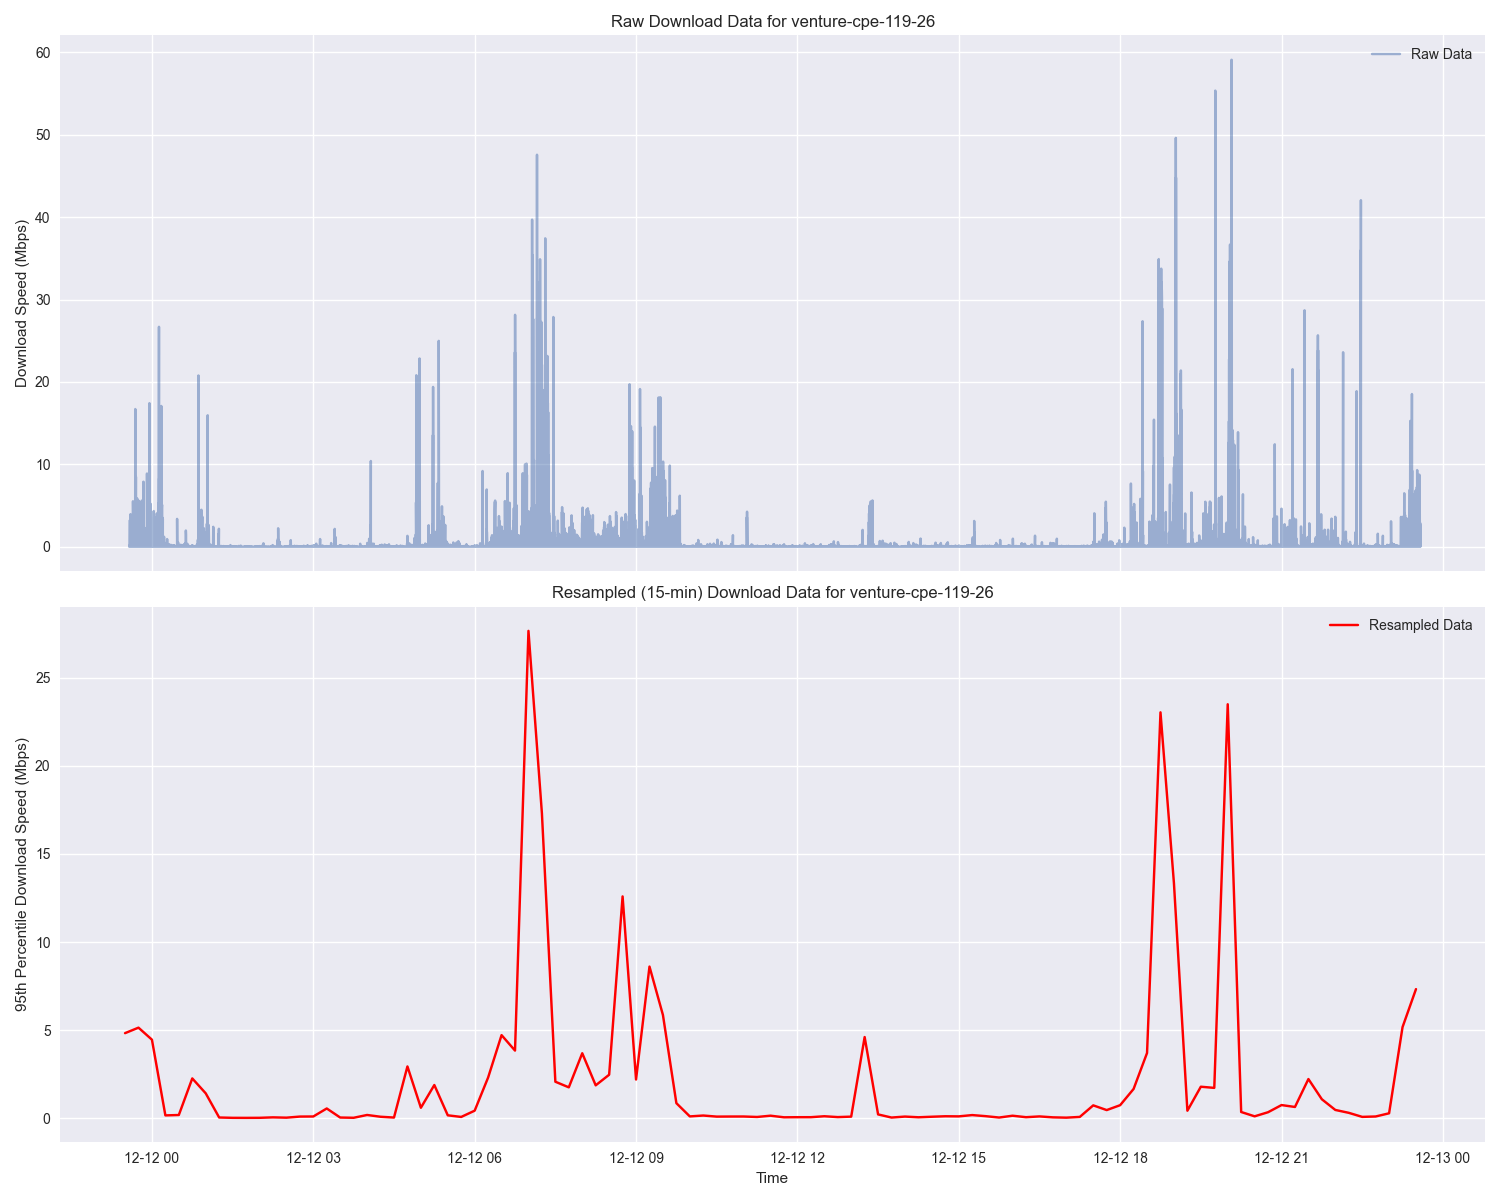 Raw Download Data for venture-cpe-119-26
Raw Data
60
50
40
30
20
10
0
Download Speed (Mbps)
Resampled (15-min) Download Data for venture-cpe-119-26
Resampled Data
25
20
15
10
5
0
95th Percentile Download Speed (Mbps)
12-12 00 12-12 03 12-12 06 12-12 09 12-12 12 12-12 15 12-12 18 12-12 21 12-13 00
Time